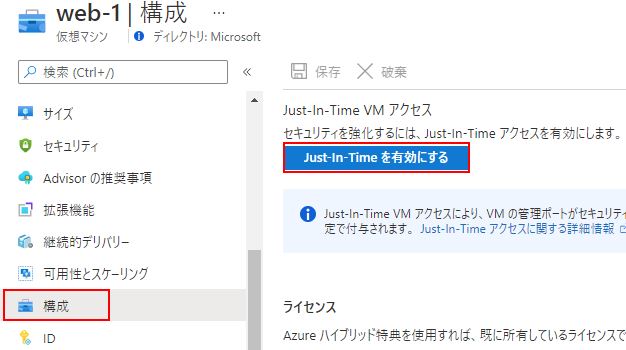 web-1 | 構成 ...
仮想マシン ディレクトリ: Microsoft
検索 (Ctrl+/)
«
サイズ
セキュリティ
Advisor の推奨事項
拡張機能
継続的デリバリー
可用性とスケーリング
構成
ID
保存 破棄
Just-In-Time VM アクセス
セキュリティを強化するには、Just-In-Time アクセスを有効にします。
Just-In-Time を有効にする
Just-In-Time VM アクセスにより、VM の管理ポートがセキュリティ
定で付与されます。 Just-In-Time アクセスに関する詳細情報
ライセンス
Azure ハイブリッド特典を使用すれば、既に所有しているライセンスで